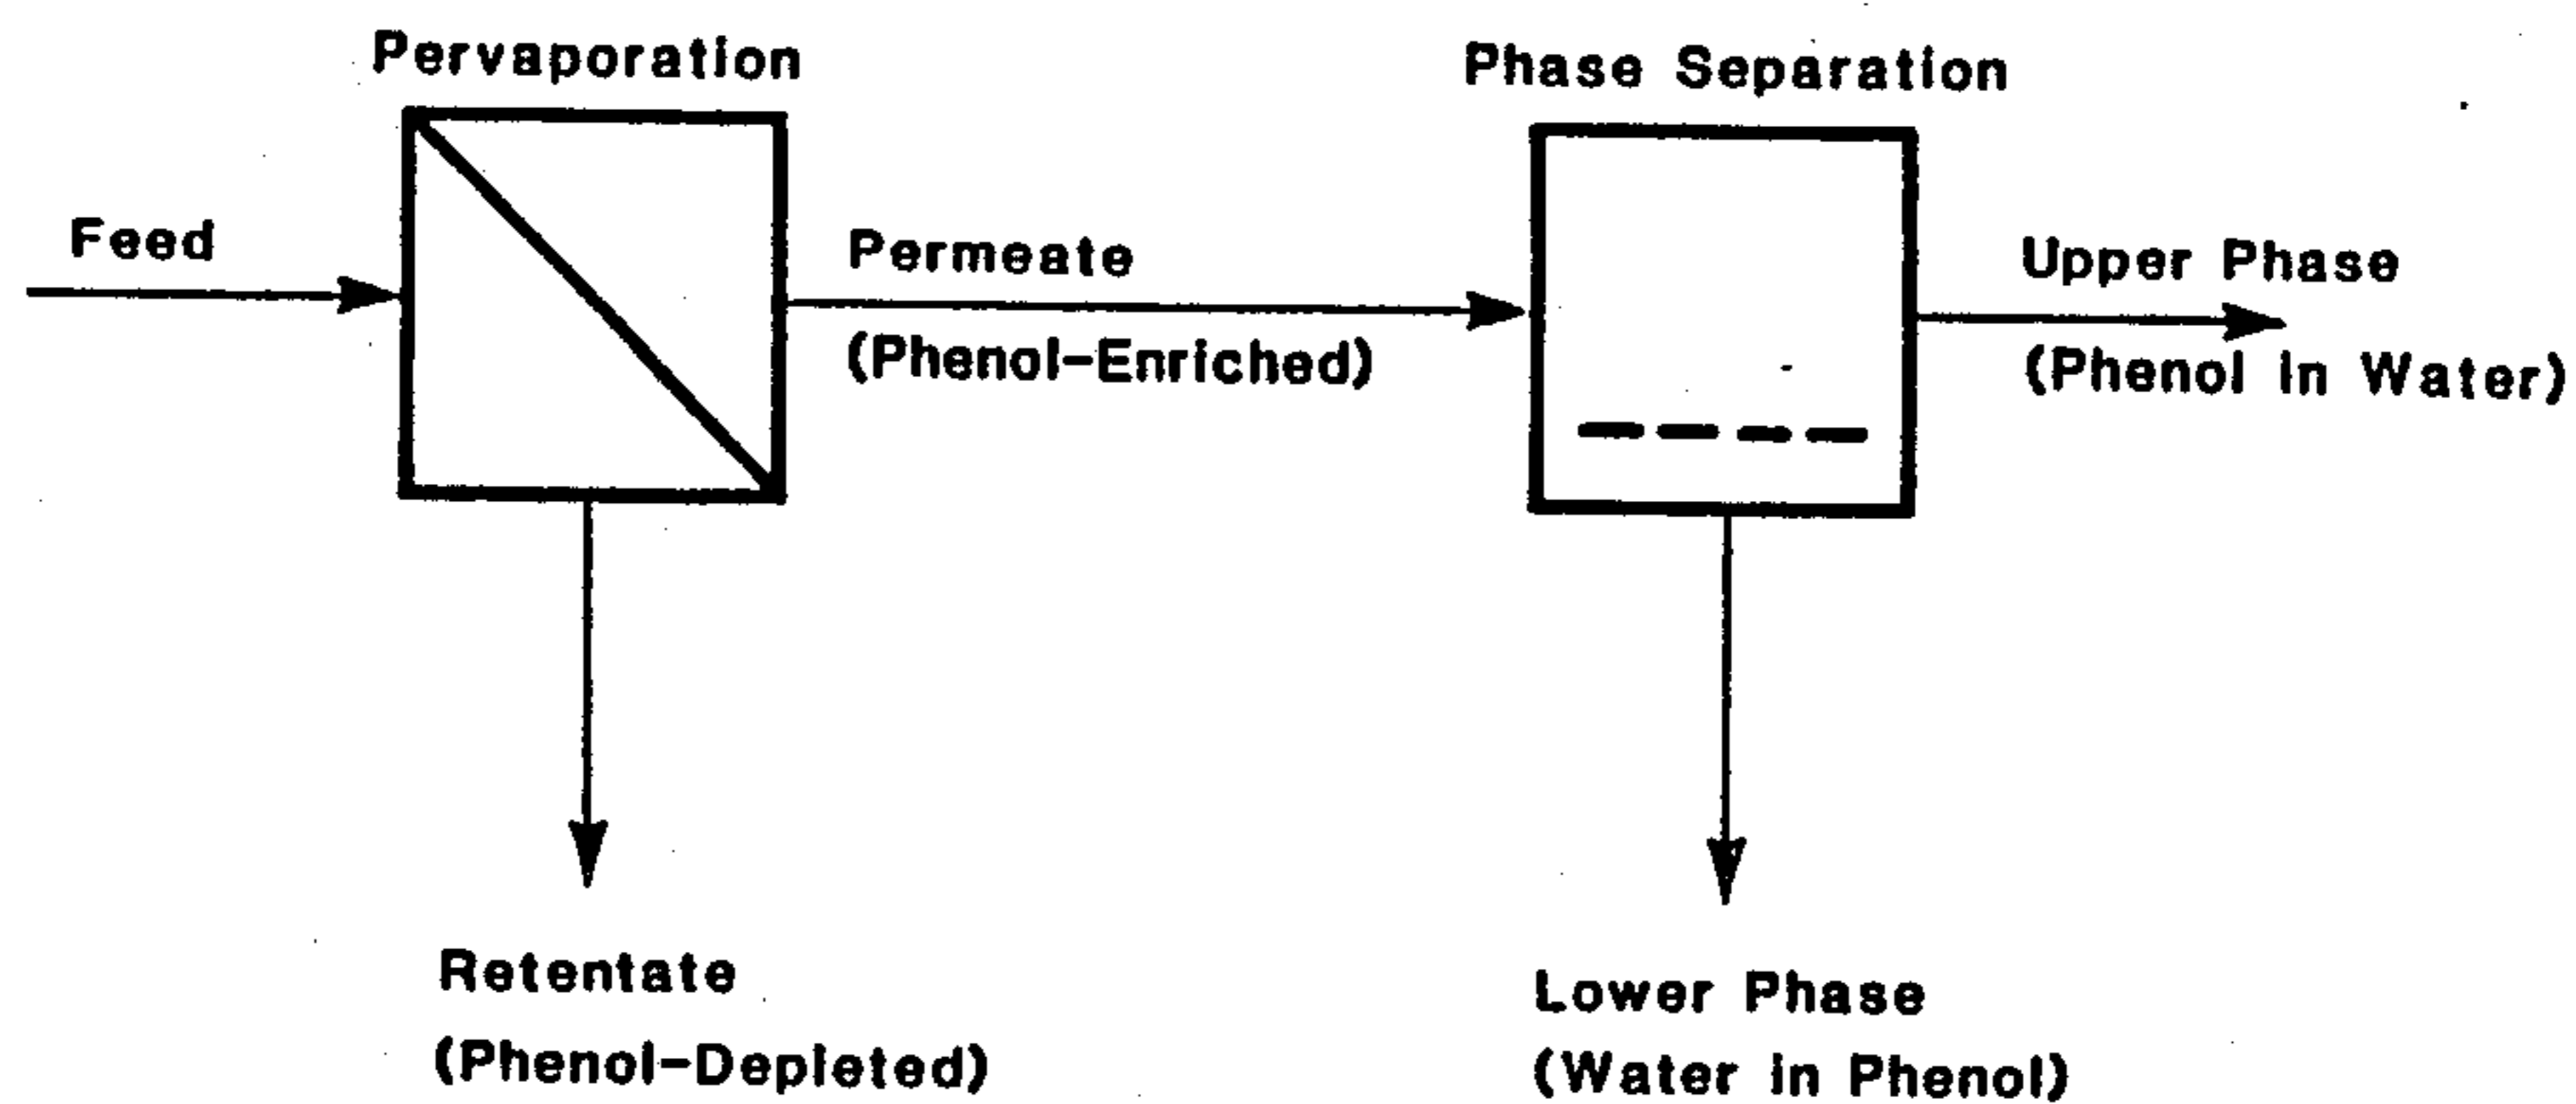 Pervaporation
Phase Separation
Feed
Permeate
(Phenol-Enriched)
Upper Phase
(Phenol in Water)
Retentate
(Phenol-Depleted)
Lower Phase
(Water in Phenol)